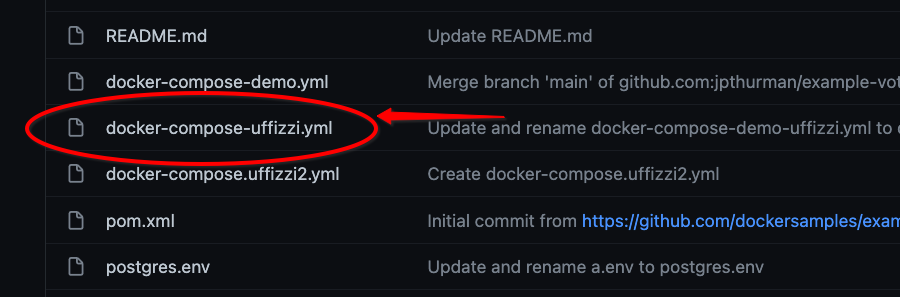 README.md Update README.md
docker-compose-demo.yml Merge branch 'main' of github.com:jpthurman/example-vot
docker-compose-uffizzi.yml Update and rename docker-compose-demo-uffizzi.yml to
docker-compose.uffizzi2.yml Create docker-compose.uffizzi2.yml
pom.xml Initial commit from https://github.com/dockersamples/exam
postgres.env Update and rename a.env to postgres.env